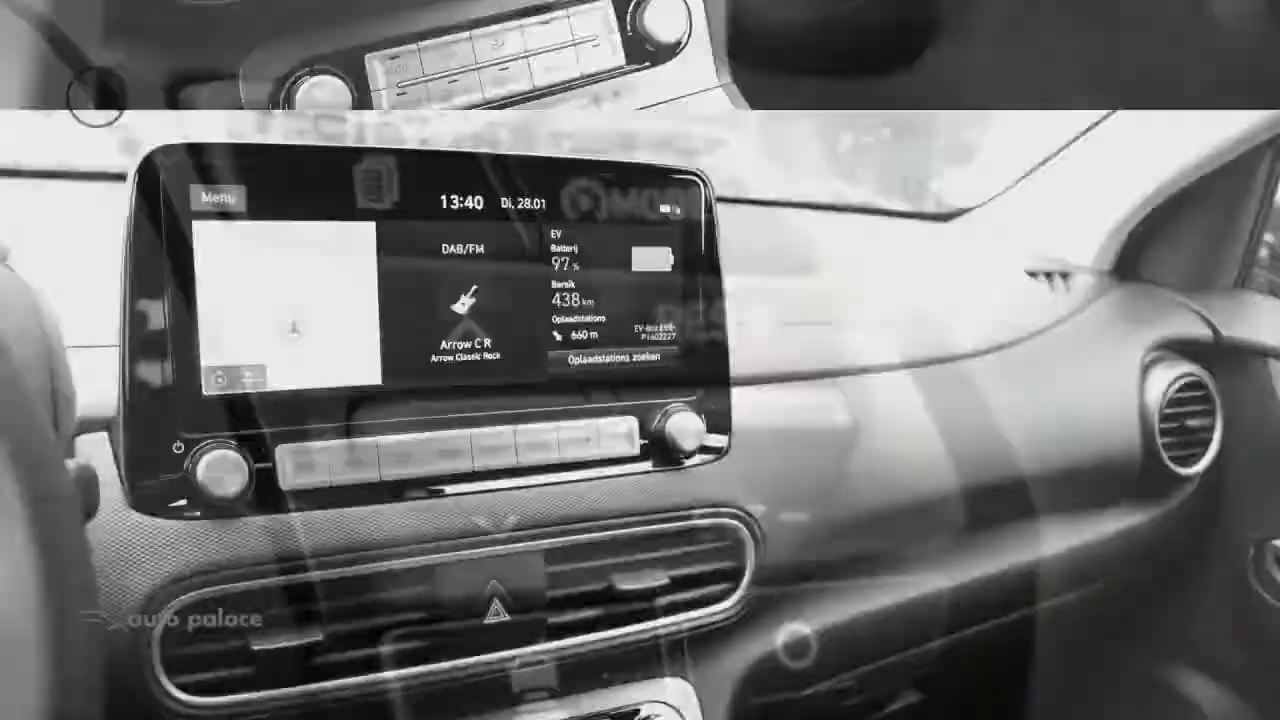 Menu
13:40 Di, 28.01
DAB/FM
Arrow C R
Arrow Classic Rock
EV
Batterij
97 %
Bereik
438 km
Oplaadstations
660 m
Oplaadstations zoeken
auto palace